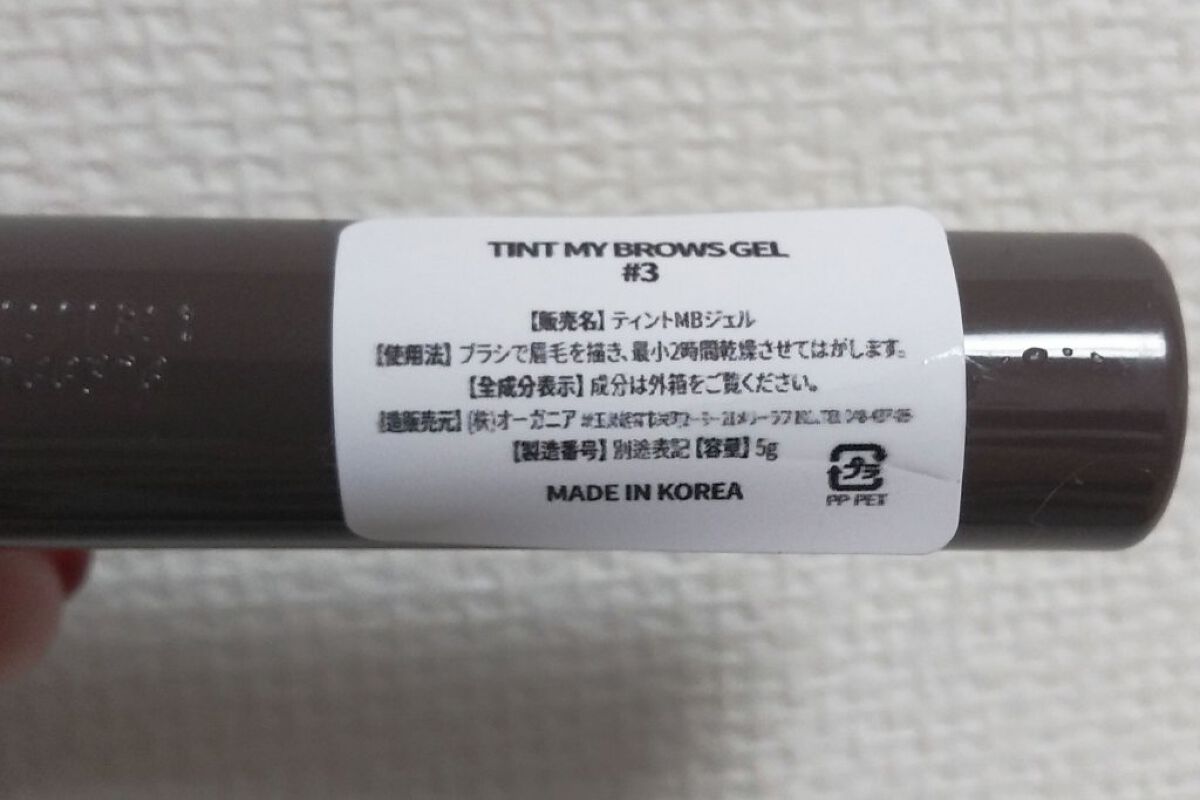 TINT MY BROWS GEL
#3
【販売名】ティントMBジェル
【使用法】ブラシで眉毛を描き、最小2時間乾燥させてはがします。
【全成分表示】成分は外箱をご覧ください。
【造販売元】(株)オーガニア
【製造番号】別途表記【容量】5g
MADE IN KOREA
プラ
PP PET